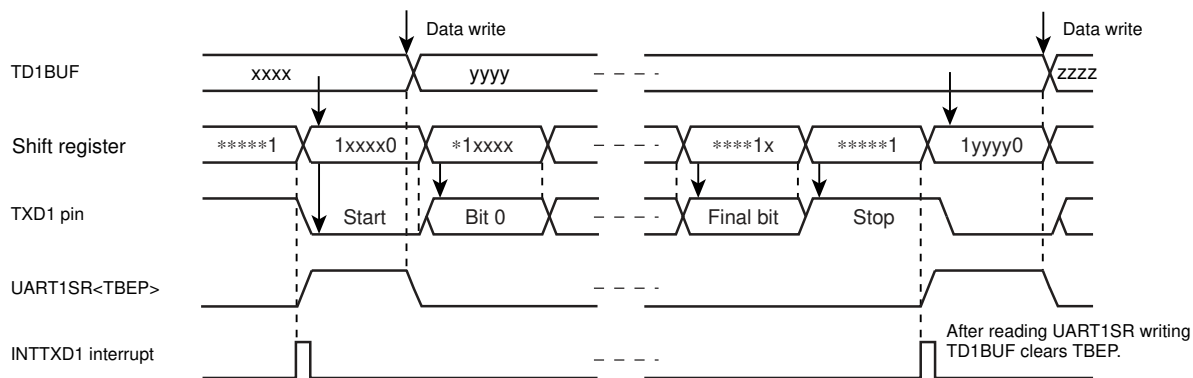 Data write
Data write
TD1BUF
xxxx
yyyy
zzzz
Shift register
*****1
1xxxx0
*1xxxx
****1x
*****1
1yyyy0
TXD1 pin
Start
Bit 0
Final bit
Stop
UART1SR<TBEP>
INTTXD1 interrupt
After reading UART1SR writing
TD1BUF clears TBEP.